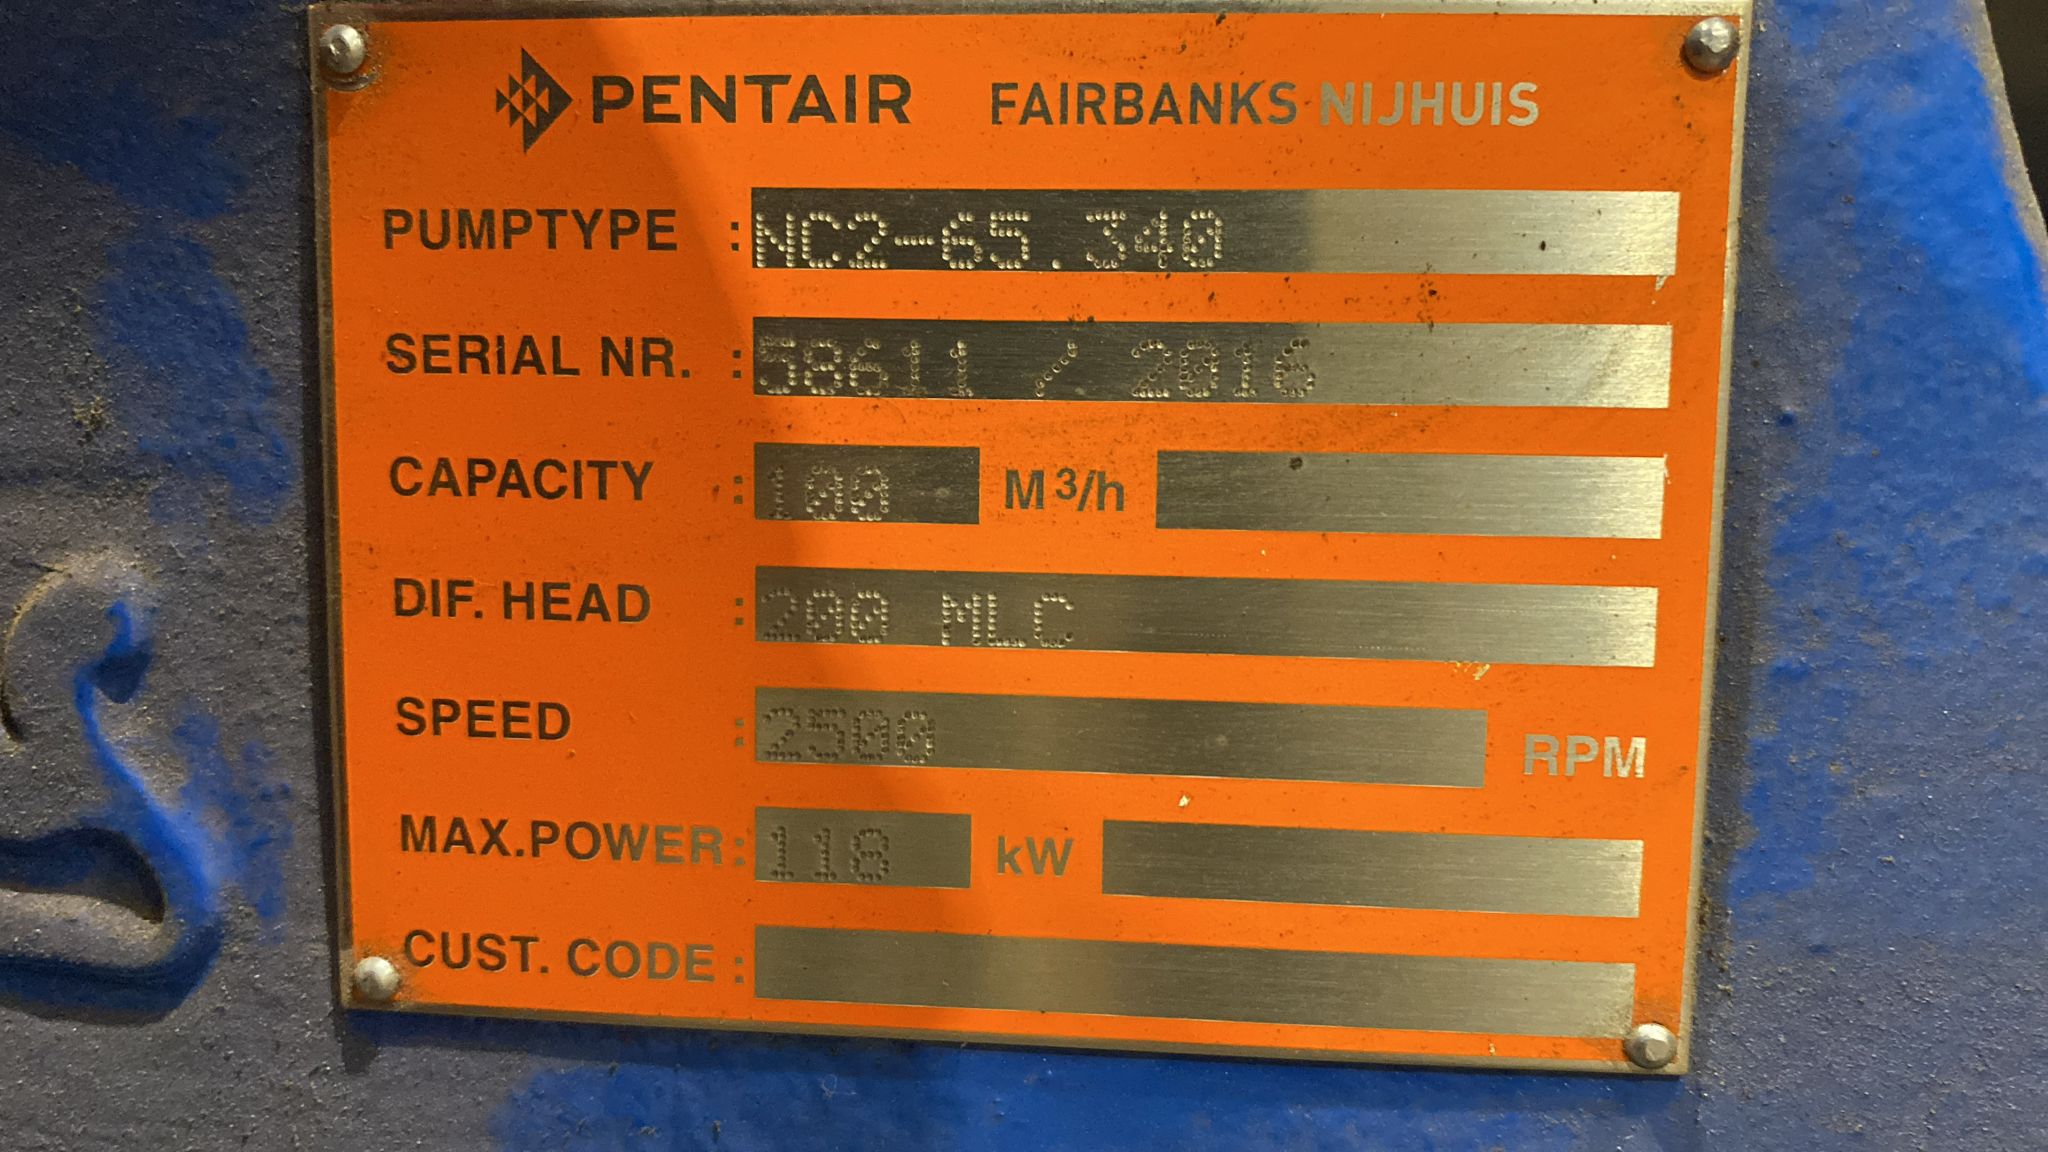 PENTAIR FAIRBANKS NIJHUIS
PUMPTYPE : NC2-65.340
SERIAL NR. : 58611 / 2016
CAPACITY : 100 M³/h
DIF. HEAD : 200 MLC
SPEED : 2500 RPM
MAX.POWER : 118 kW
CUST. CODE :